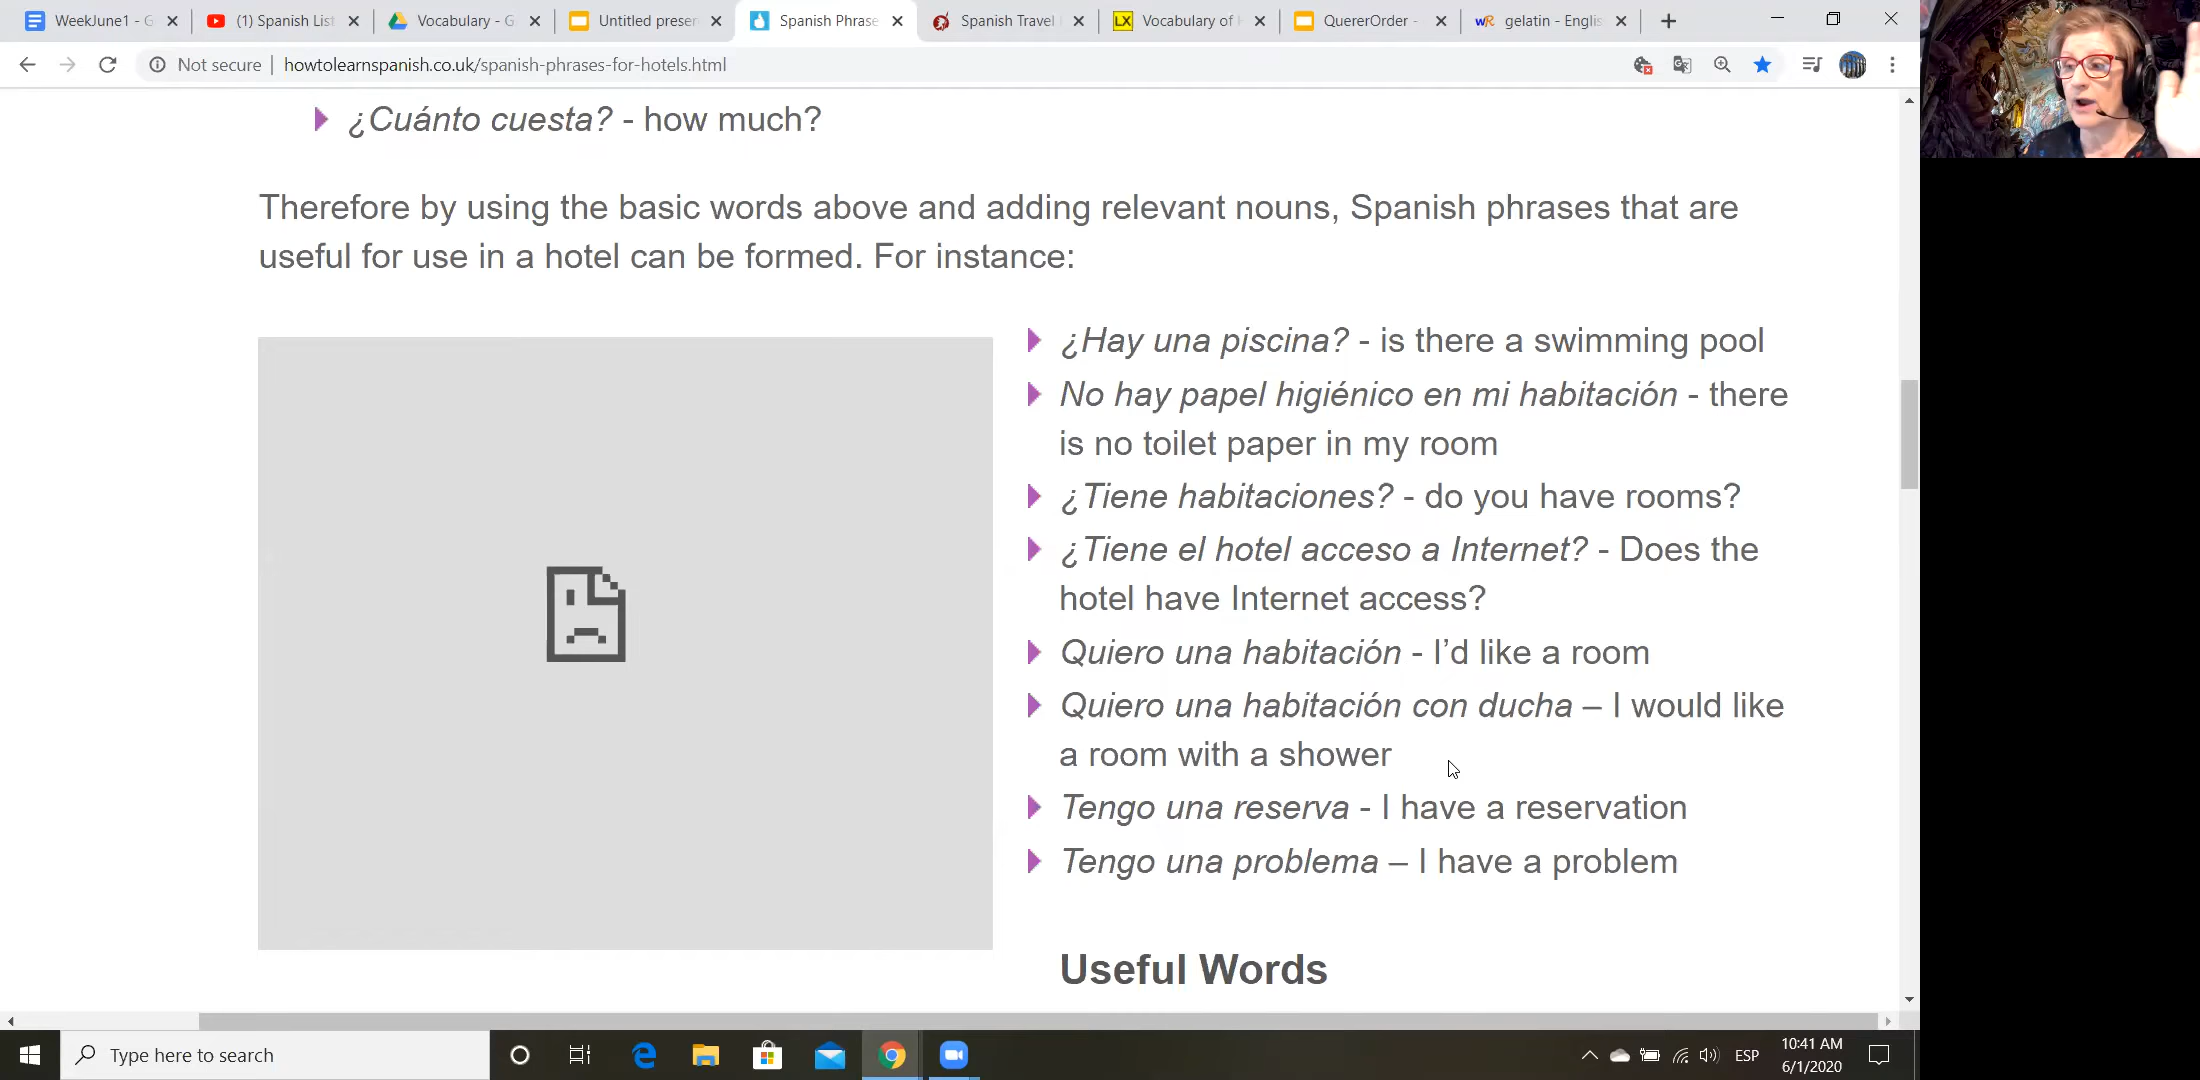 WeekJune1 - G
(1) Spanish List
Vocabulary - G
Untitled presen
Spanish Phrase
Spanish Travel
LX Vocabulary of
QuererOrder -
WR gelatin - Englis
Not secure | howtolearnspanish.co.uk/spanish-phrases-for-hotels.html
¿Cuánto cuesta? - how much?
Therefore by using the basic words above and adding relevant nouns, Spanish phrases that are
useful for use in a hotel can be formed. For instance:
¿Hay una piscina? - is there a swimming pool
No hay papel higiénico en mi habitación - there
is no toilet paper in my room
¿Tiene habitaciones? - do you have rooms?
¿Tiene el hotel acceso a Internet? - Does the
hotel have Internet access?
Quiero una habitación - I’d like a room
Quiero una habitación con ducha – I would like
a room with a shower
Tengo una reserva - I have a reservation
Tengo una problema – I have a problem
Useful Words
Type here to search
ESP
10:41 AM
6/1/2020